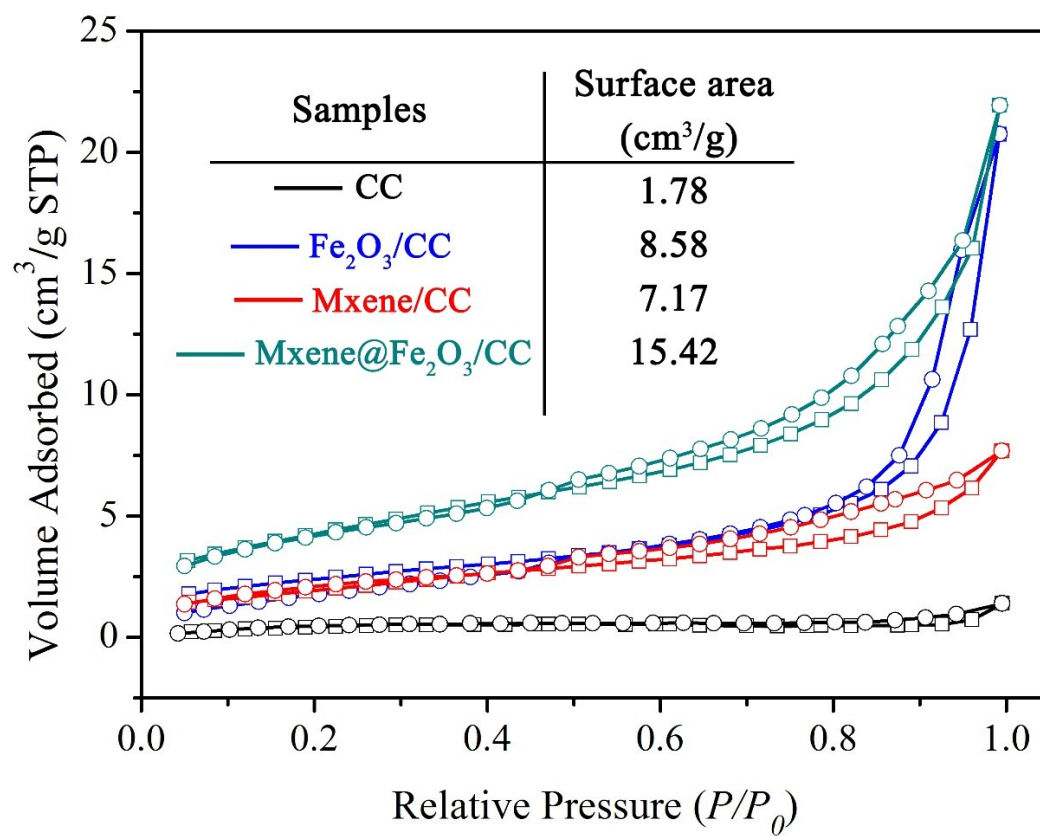 25
20
15
10
5
0
Volume Adsorbed (cm³/g STP)
Samples
Surface area
(cm³/g)
CC 1.78
Fe₂O₃/CC 8.58
Mxene/CC 7.17
Mxene@Fe₂O₃/CC 15.42
0.0 0.2 0.4 0.6 0.8 1.0
Relative Pressure (P/P₀)